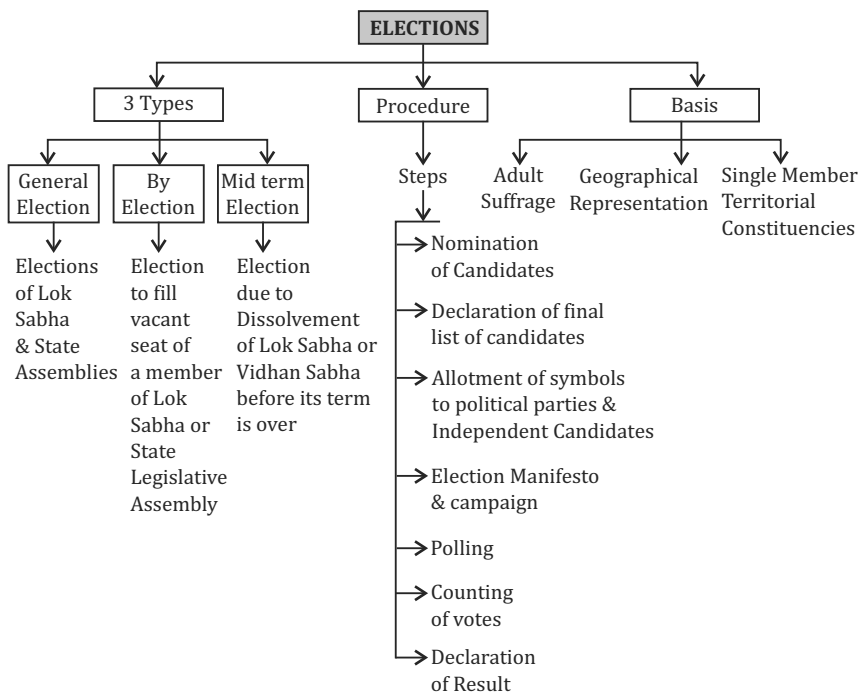 ELECTIONS
3 Types
Procedure
Basis
General
Election
By
Election
Mid term
Election
Steps
Adult
Suffrage
Geographical
Representation
Single Member
Territorial
Constituencies
Elections
of Lok
Sabha
& State
Assemblies
Election
to fill
vacant
seat of
a member
of Lok
Sabha or
State
Legislative
Assembly
Election
due to
Dissolvement
of Lok Sabha or
Vidhan Sabha
before its term
is over
Nomination
of Candidates
Declaration of final
list of candidates
Allotment of symbols
to political parties &
Independent Candidates
Election Manifesto
& campaign
Polling
Counting
of votes
Declaration
of Result